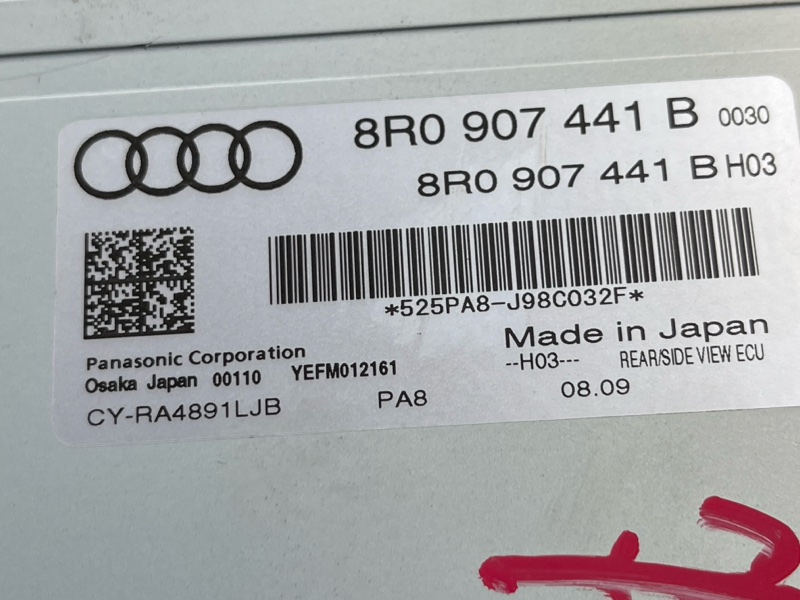 8R0 907 441 B 0030
8R0 907 441 B H03
*525PA8-J98C032F*
Made in Japan
Panasonic Corporation
--H03--- REAR/SIDE VIEW ECU
Osaka Japan 00110 YEFM012161
CY-RA4891LJB PA8 08.09